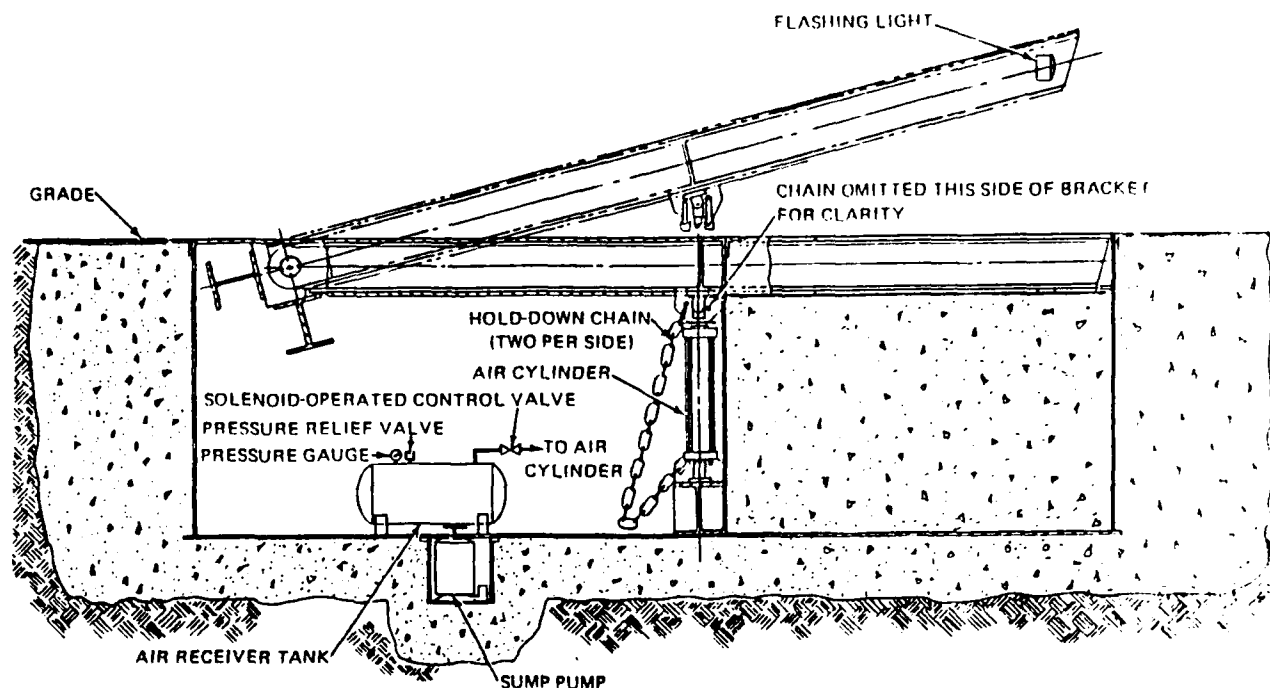 FLASHING LIGHT
GRADE
CHAIN OMITTED THIS SIDE OF BRACKET
FOR CLARITY
HOLD-DOWN CHAIN
(TWO PER SIDE)
AIR CYLINDER
SOLENOID-OPERATED CONTROL VALVE
PRESSURE RELIEF VALVE
PRESSURE GAUGE
TO AIR
CYLINDER
AIR RECEIVER TANK
SUMP PUMP